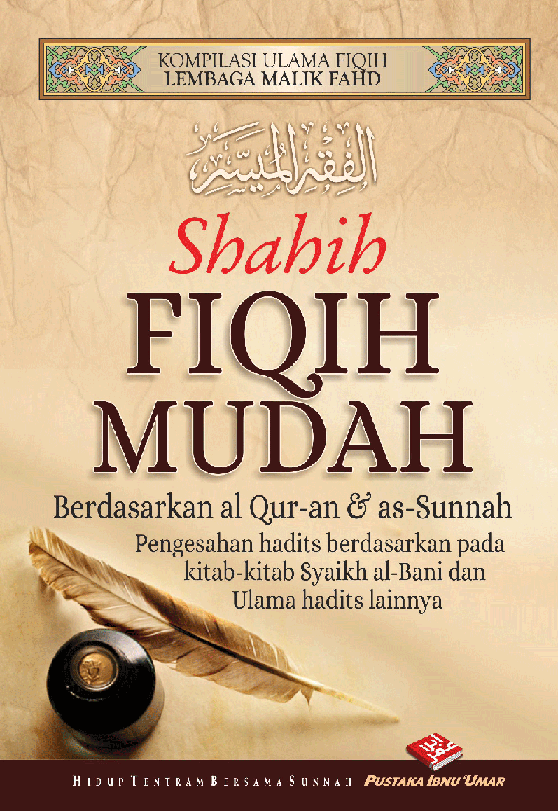 KOMPILASI ULAMA FIQIH
LEMBAGA MALIK FAHD
الفقه الميسر
Shahih
FIQIH
MUDAH
Berdasarkan al Qur-an & as-Sunnah
Pengesahan hadits berdasarkan pada
kitab-kitab Syaikh al-Bani dan
Ulama hadits lainnya
HIDUP TENTRAM BERSAMA SUNNAH PUSTAKA IBNU 'UMAR